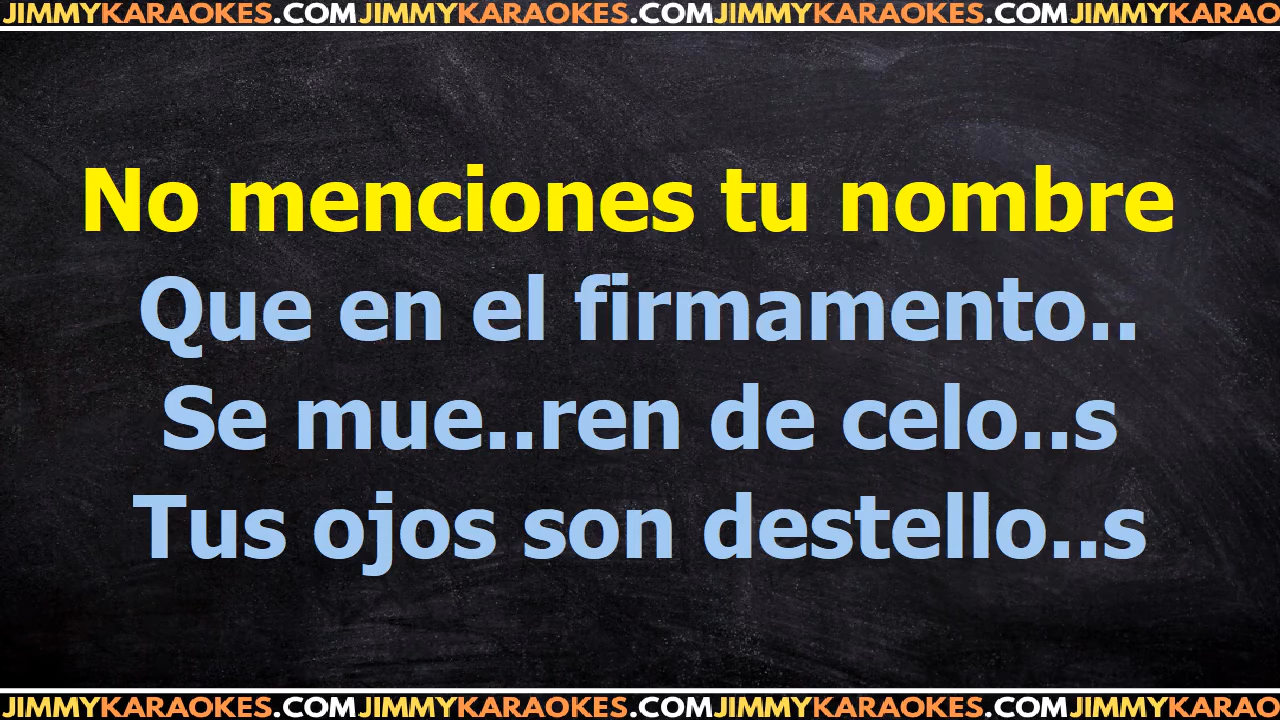 JIMMYKARAOKES.COMJIMMYKARAOKES.COMJIMMYKARAOKES.COMJIMMYKARAO
No menciones tu nombre
Que en el firmamento..
Se mue..ren de celo..s
Tus ojos son destello..s
JIMMYKARAOKES.COMJIMMYKARAOKES.COMJIMMYKARAOKES.COMJIMMYKARAO